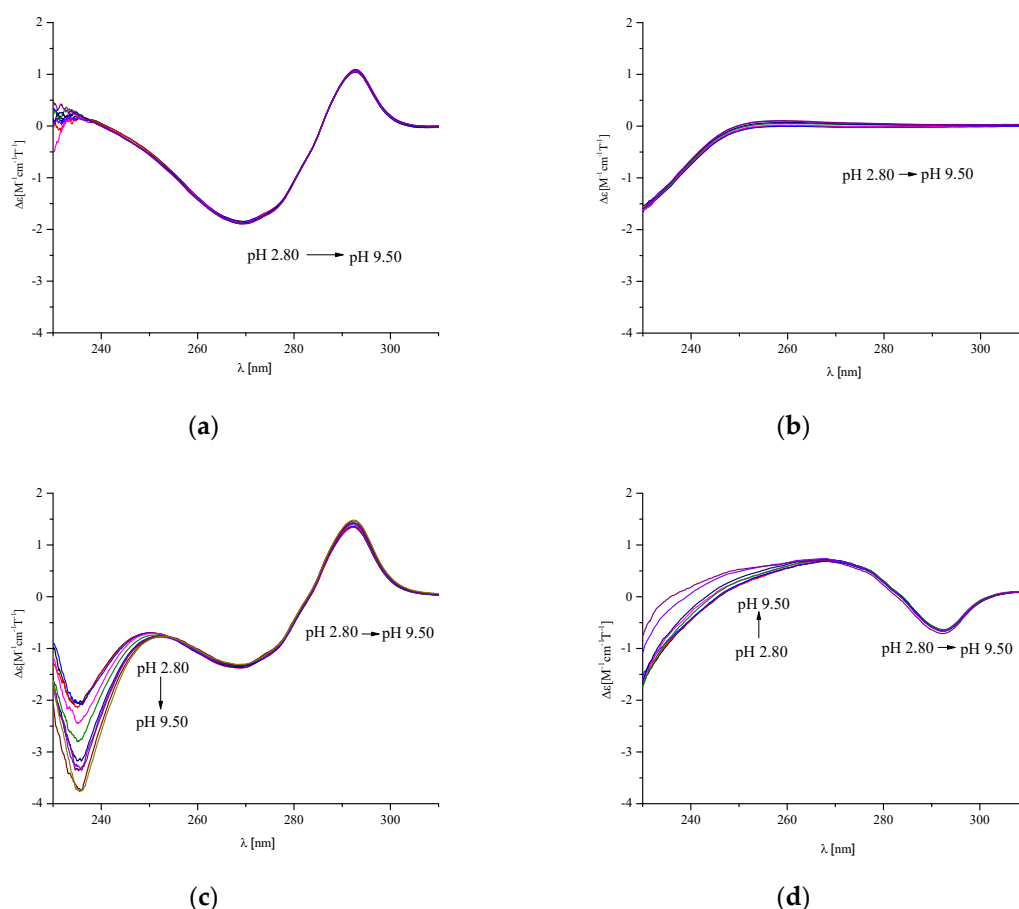 2
1
0
-1
-2
-3
-4
240
260
280
300
Δε[M⁻¹cm⁻¹T⁻¹]
λ [nm]
pH 2.80 → pH 9.50
(a)
2
1
0
-1
-2
-3
-4
240
260
280
300
Δε[M⁻¹cm⁻¹T⁻¹]
λ [nm]
pH 2.80 → pH 9.50
(b)
2
1
0
-1
-2
-3
-4
240
260
280
300
Δε[M⁻¹cm⁻¹T⁻¹]
λ [nm]
pH 2.80 → pH 9.50
pH 2.80
pH 9.50
(c)
2
1
0
-1
-2
-3
-4
240
260
280
300
Δε[M⁻¹cm⁻¹T⁻¹]
λ [nm]
pH 9.50
pH 2.80
pH 2.80 → pH 9.50
(d)